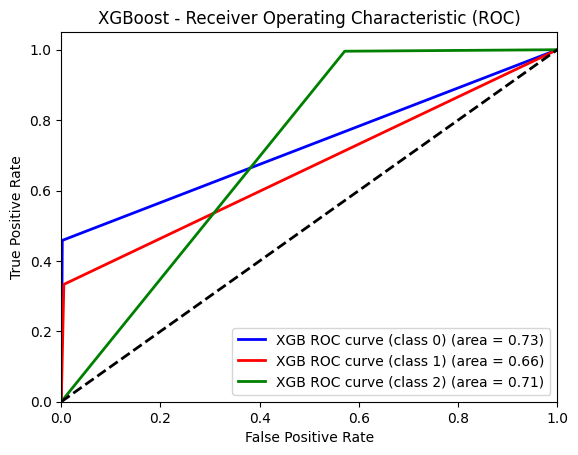 XGBoost - Receiver Operating Characteristic (ROC)
True Positive Rate
1.0
0.8
0.6
0.4
0.2
0.0
XGB ROC curve (class 0) (area = 0.73)
XGB ROC curve (class 1) (area = 0.66)
XGB ROC curve (class 2) (area = 0.71)
0.0 0.2 0.4 0.6 0.8 1.0
False Positive Rate